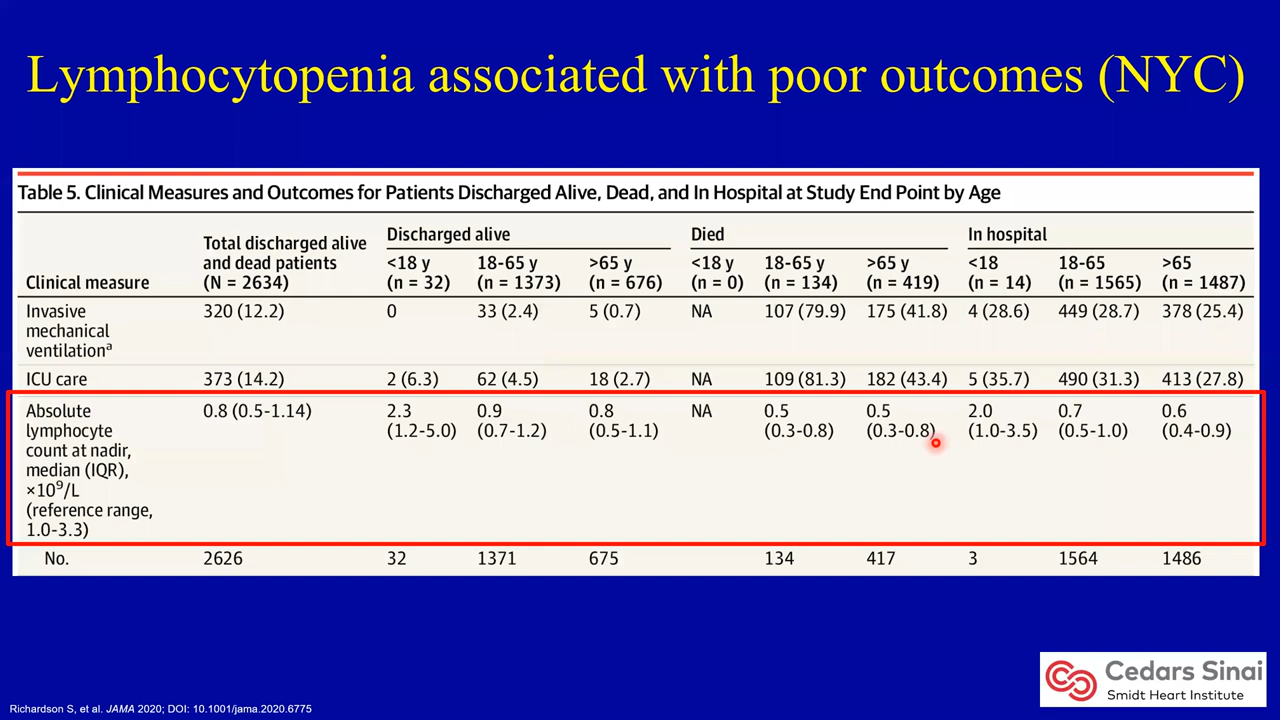 Lymphocytopenia associated with poor outcomes (NYC)
Table 5. Clinical Measures and Outcomes for Patients Discharged Alive, Dead, and In Hospital at Study End Point by Age
Clinical measure
Total discharged alive
and dead patients
(N = 2634)
Discharged alive
Died
In hospital
<18 y
(n = 32)
18-65 y
(n = 1373)
>65 y
(n = 676)
<18 y
(n = 0)
18-65 y
(n = 134)
>65 y
(n = 419)
<18
(n = 14)
18-65
(n = 1565)
>65
(n = 1487)
Invasive
mechanical
ventilationᵃ
320 (12.2) 0 33 (2.4) 5 (0.7) NA 107 (79.9) 175 (41.8) 4 (28.6) 449 (28.7) 378 (25.4)
ICU care 373 (14.2) 2 (6.3) 62 (4.5) 18 (2.7) NA 109 (81.3) 182 (43.4) 5 (35.7) 490 (31.3) 413 (27.8)
Absolute
lymphocyte
count at nadir,
median (IQR),
×10⁹/L
(reference range,
1.0-3.3)
0.8 (0.5-1.14) 2.3 0.9 0.8 NA 0.5 0.5 2.0 0.7 0.6
(1.2-5.0) (0.7-1.2) (0.5-1.1) (0.3-0.8) (0.3-0.8) (1.0-3.5) (0.5-1.0) (0.4-0.9)
No. 2626 32 1371 675 134 417 3 1564 1486
Cedars Sinai
Smidt Heart Institute
Richardson S, et al. JAMA 2020; DOI: 10.1001/jama.2020.6775